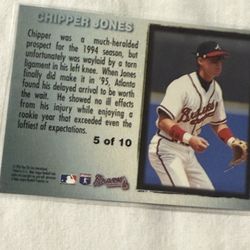 CHIPPER JONES
Chipper was a much-heralded
prospect for the 1994 season, but
unfortunately was waylaid by a torn
ligament in his left knee. When Jones
finally did make it in '95, Atlanta
found his delayed arrival to be worth
the wait. He showed no ill effects
from his injury while enjoying a
rookie year that exceeded even the
loftiest of expectations.
5 of 10
Braves
Braves